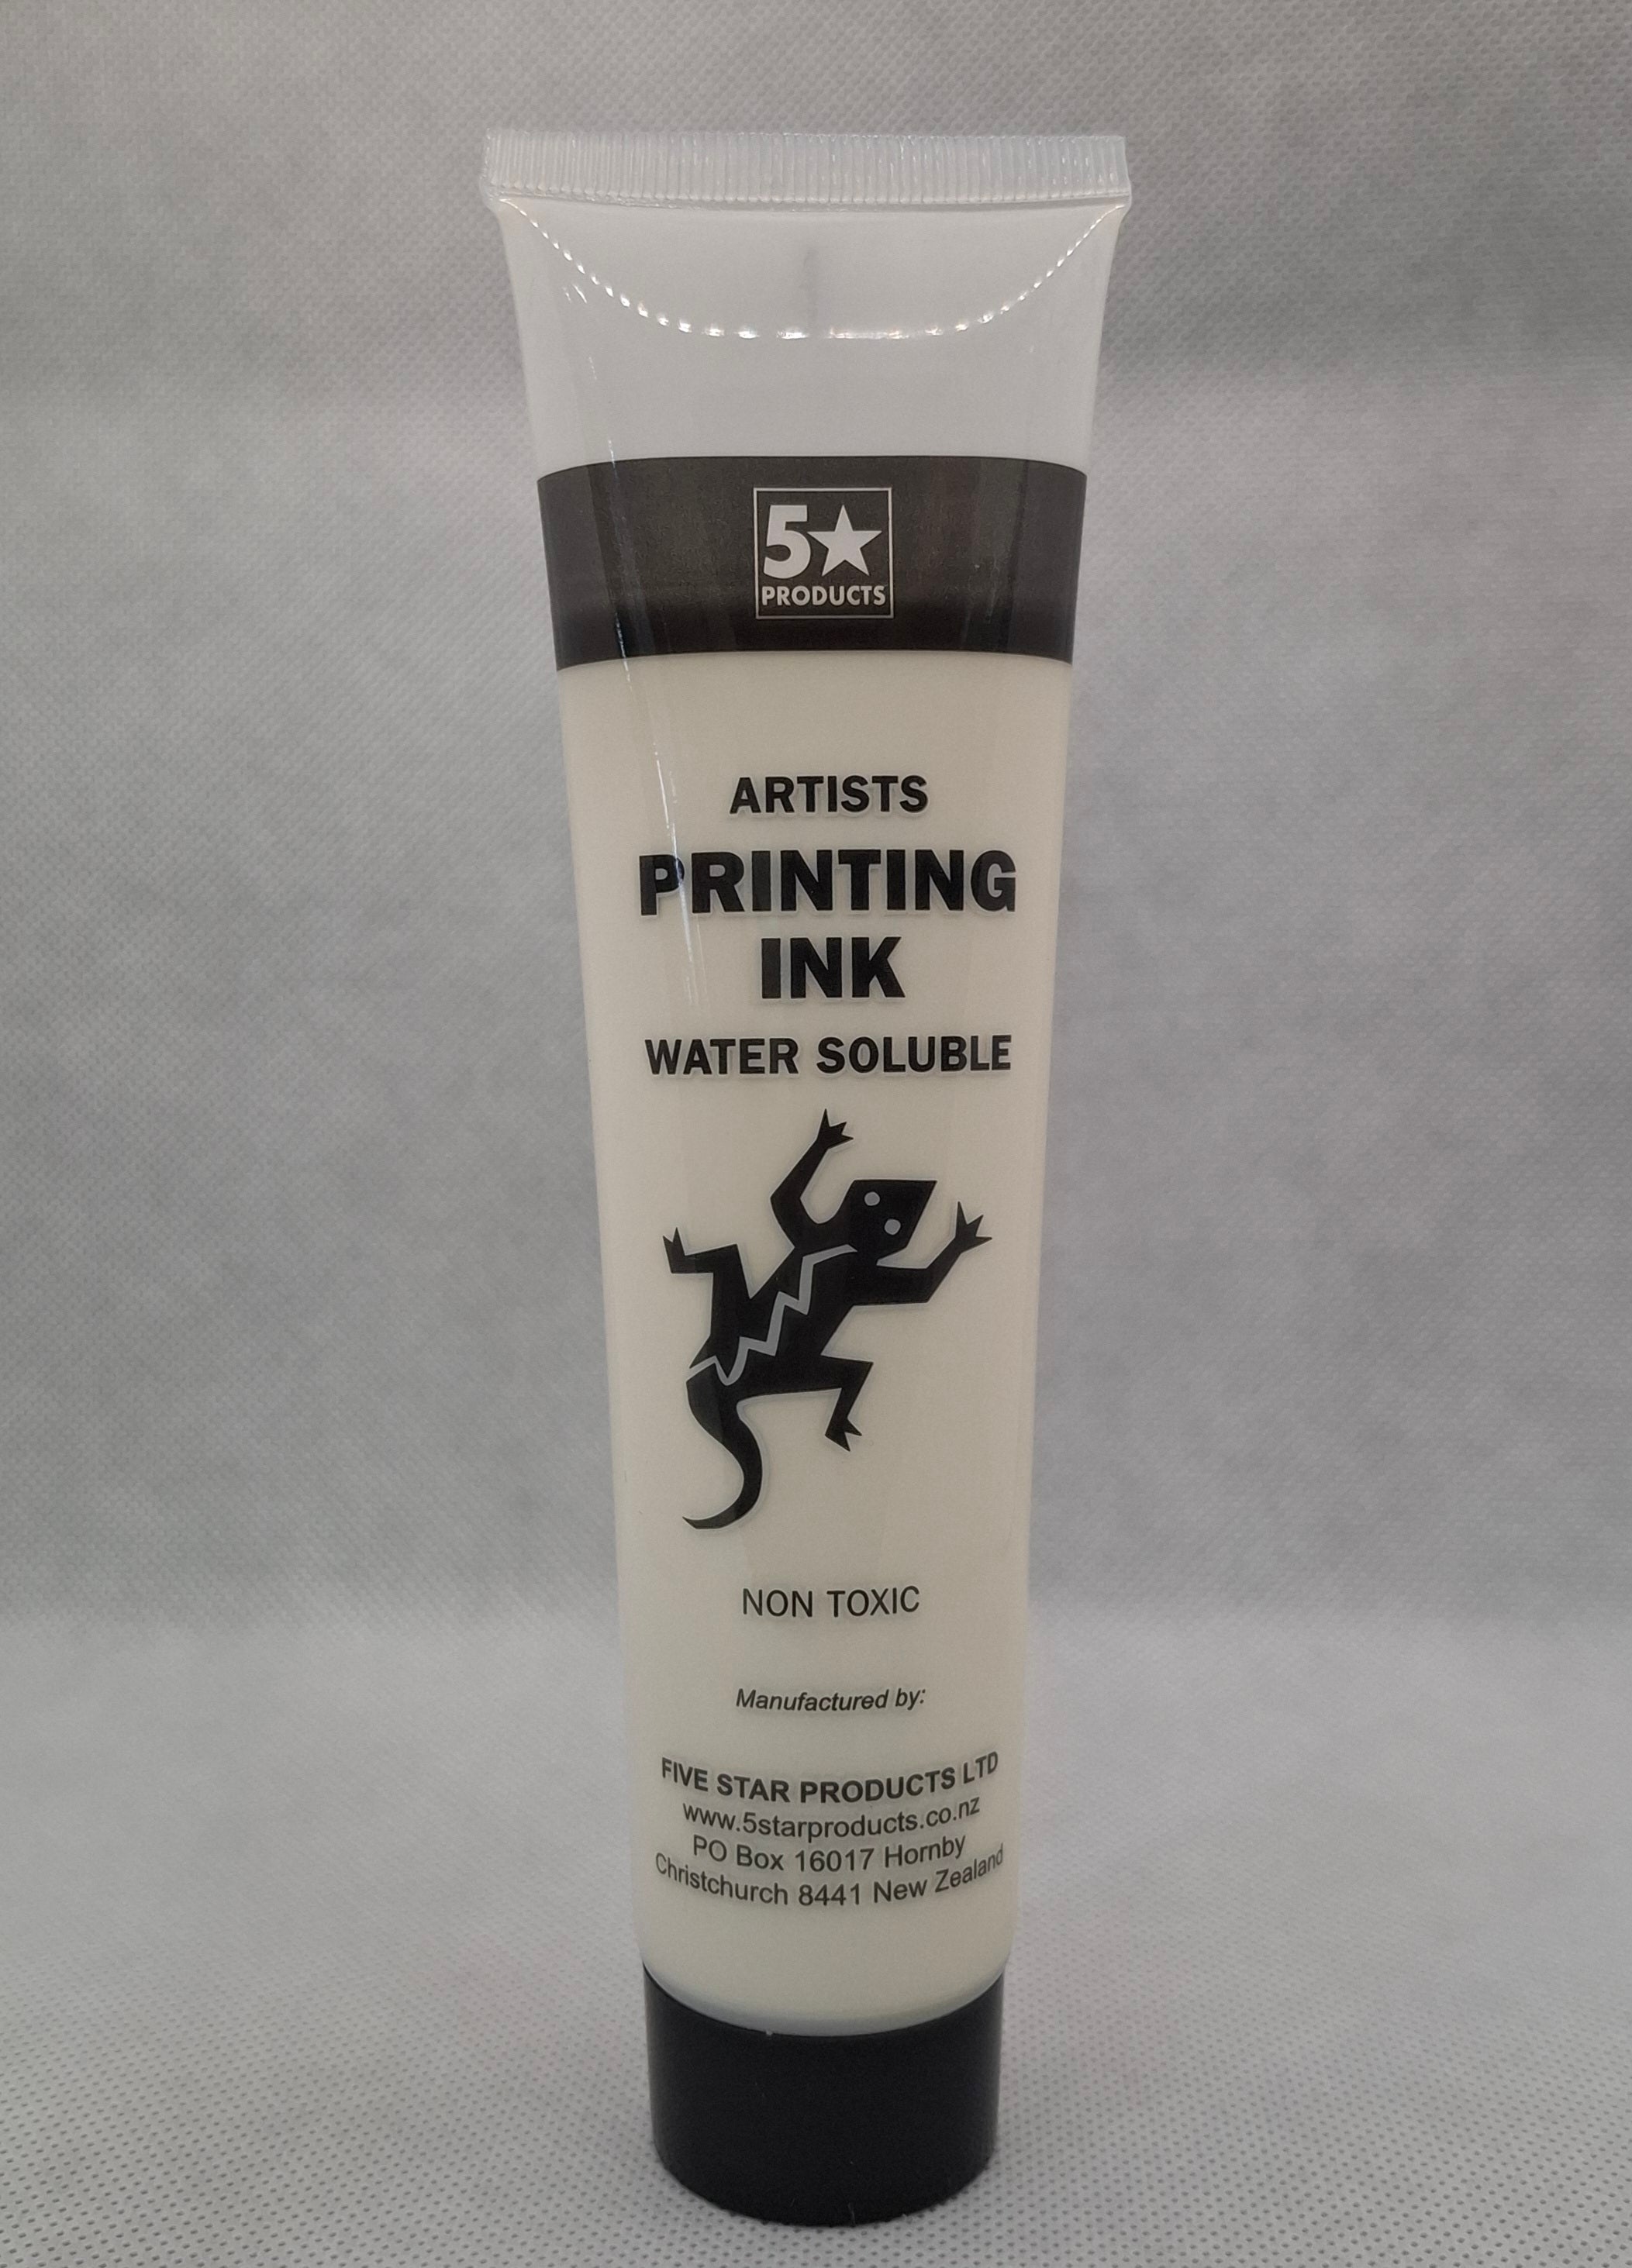 5★
PRODUCTS
ARTISTS
PRINTING
INK
WATER SOLUBLE
NON TOXIC
Manufactured by:
FIVE STAR PRODUCTS LTD
www.5starproducts.co.nz
PO Box 16017 Hornby
Christchurch 8441 New Zealand